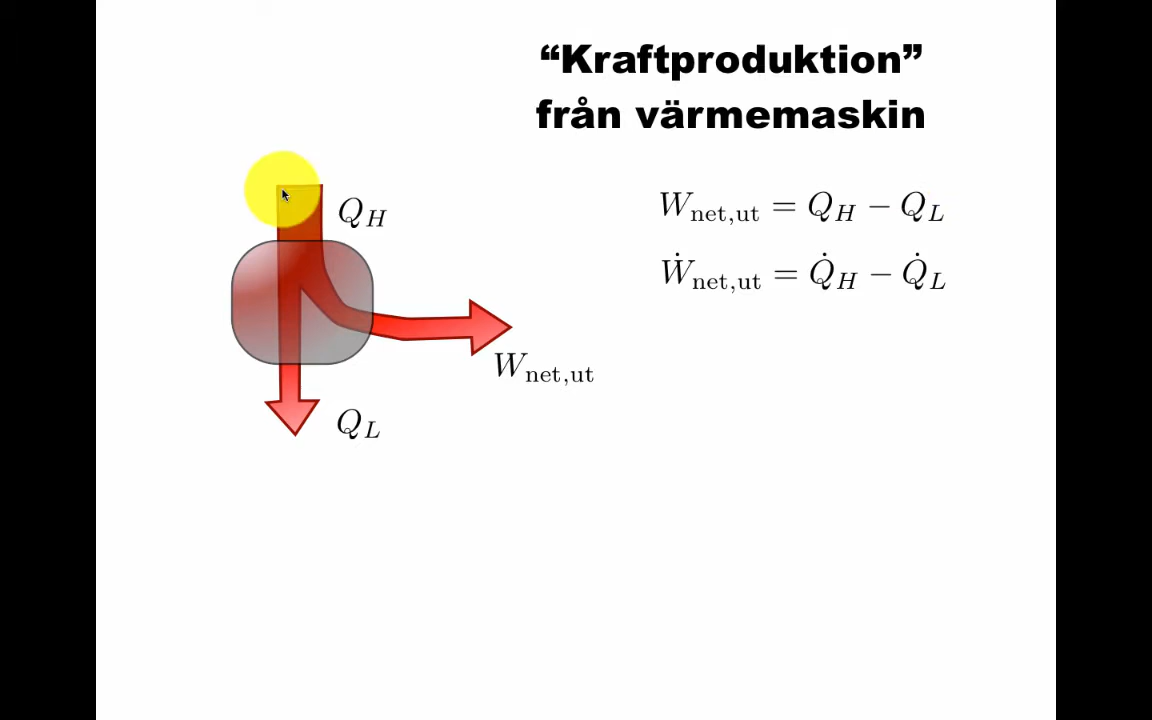 “Kraftproduktion”
från värmemaskin
Q_H
W_net,ut = Q_H − Q_L
Ẇ_net,ut = Q̇_H − Q̇_L
W_net,ut
Q_L